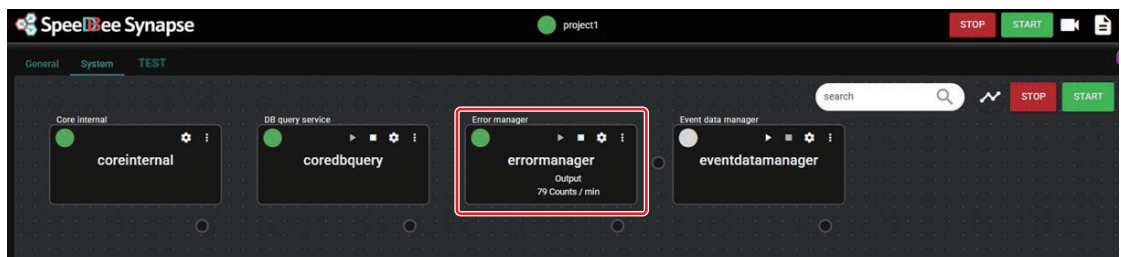 SpeeDBee Synapse
project1
STOP
START
General
System
TEST
search
STOP
START
Core internal
coreinternal
DB query service
coredbquery
Error manager
errormanager
Output
79 Counts / min
Event data manager
eventdatamanager